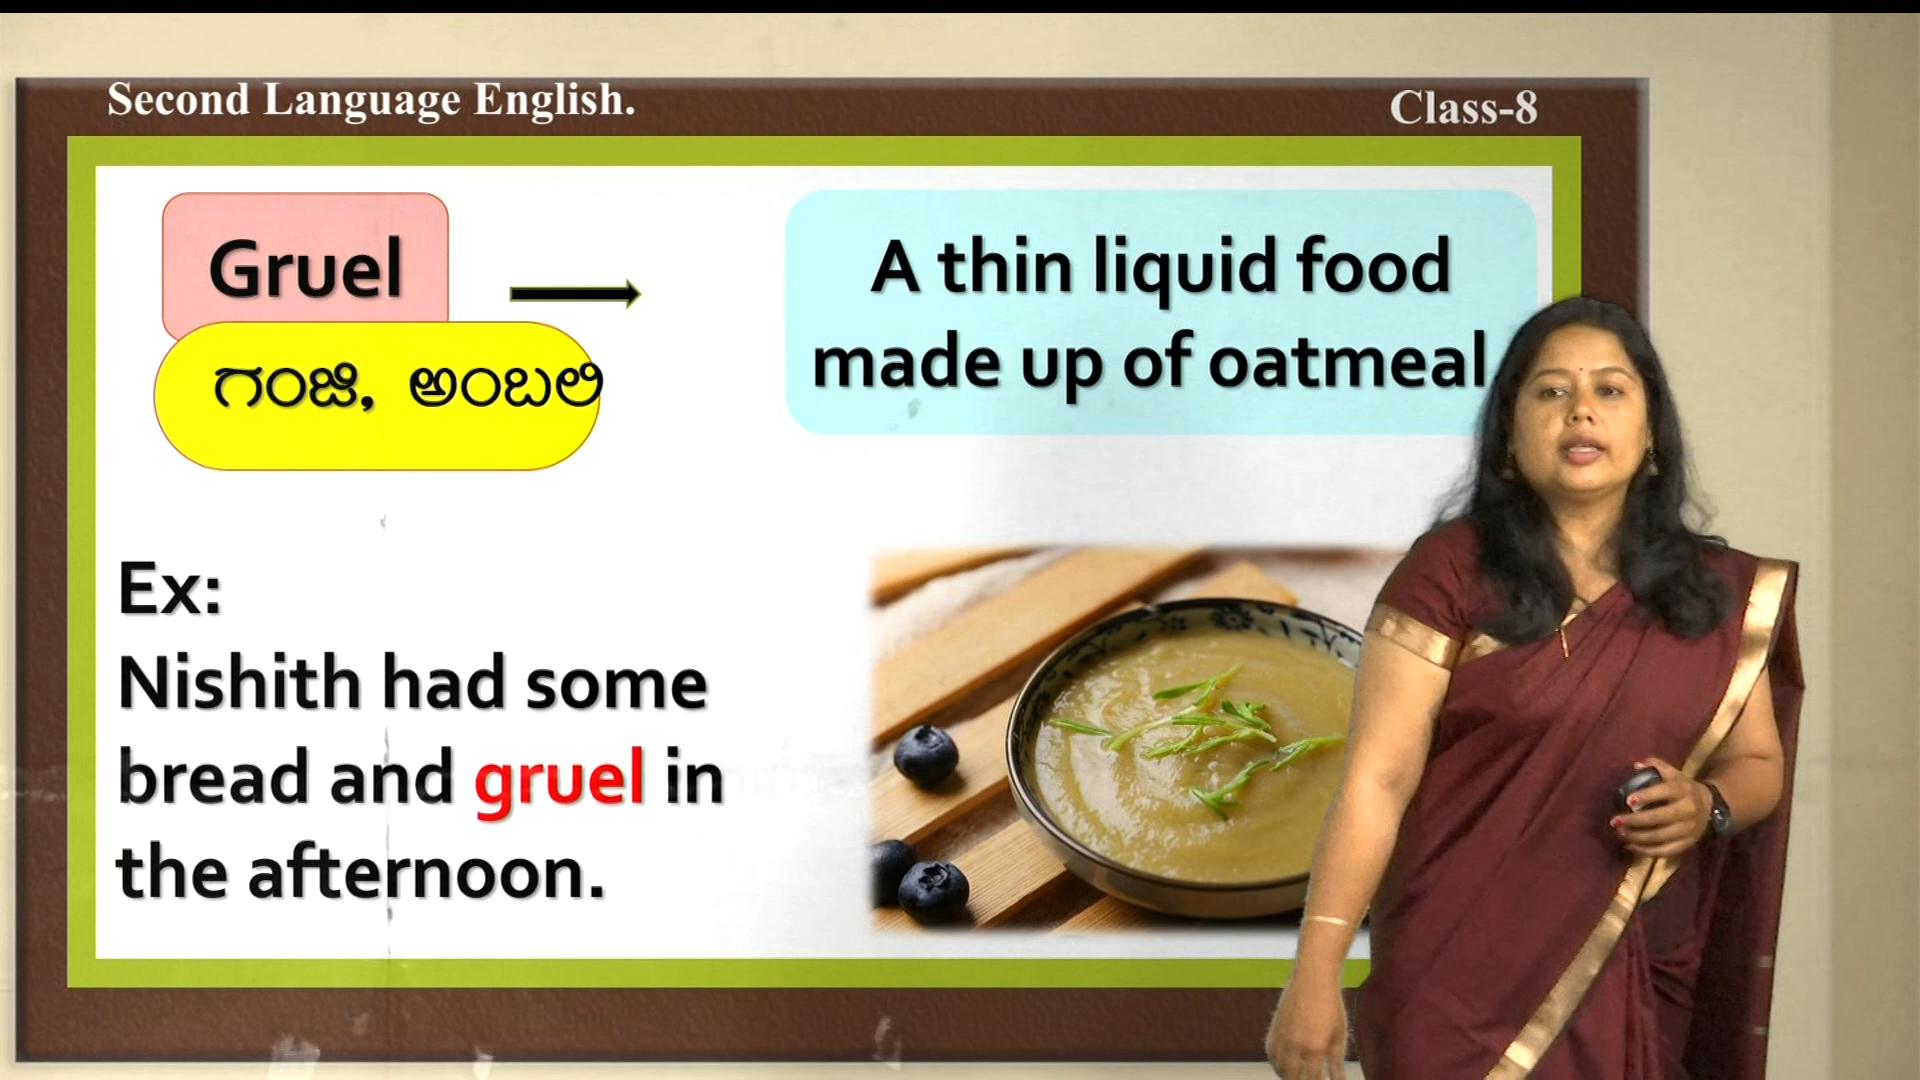 Second Language English.
Class-8
Gruel
ಗಂಜಿ, ಅಂಬಲಿ
A thin liquid food
made up of oatmeal
Ex:
Nishith had some
bread and gruel in
the afternoon.